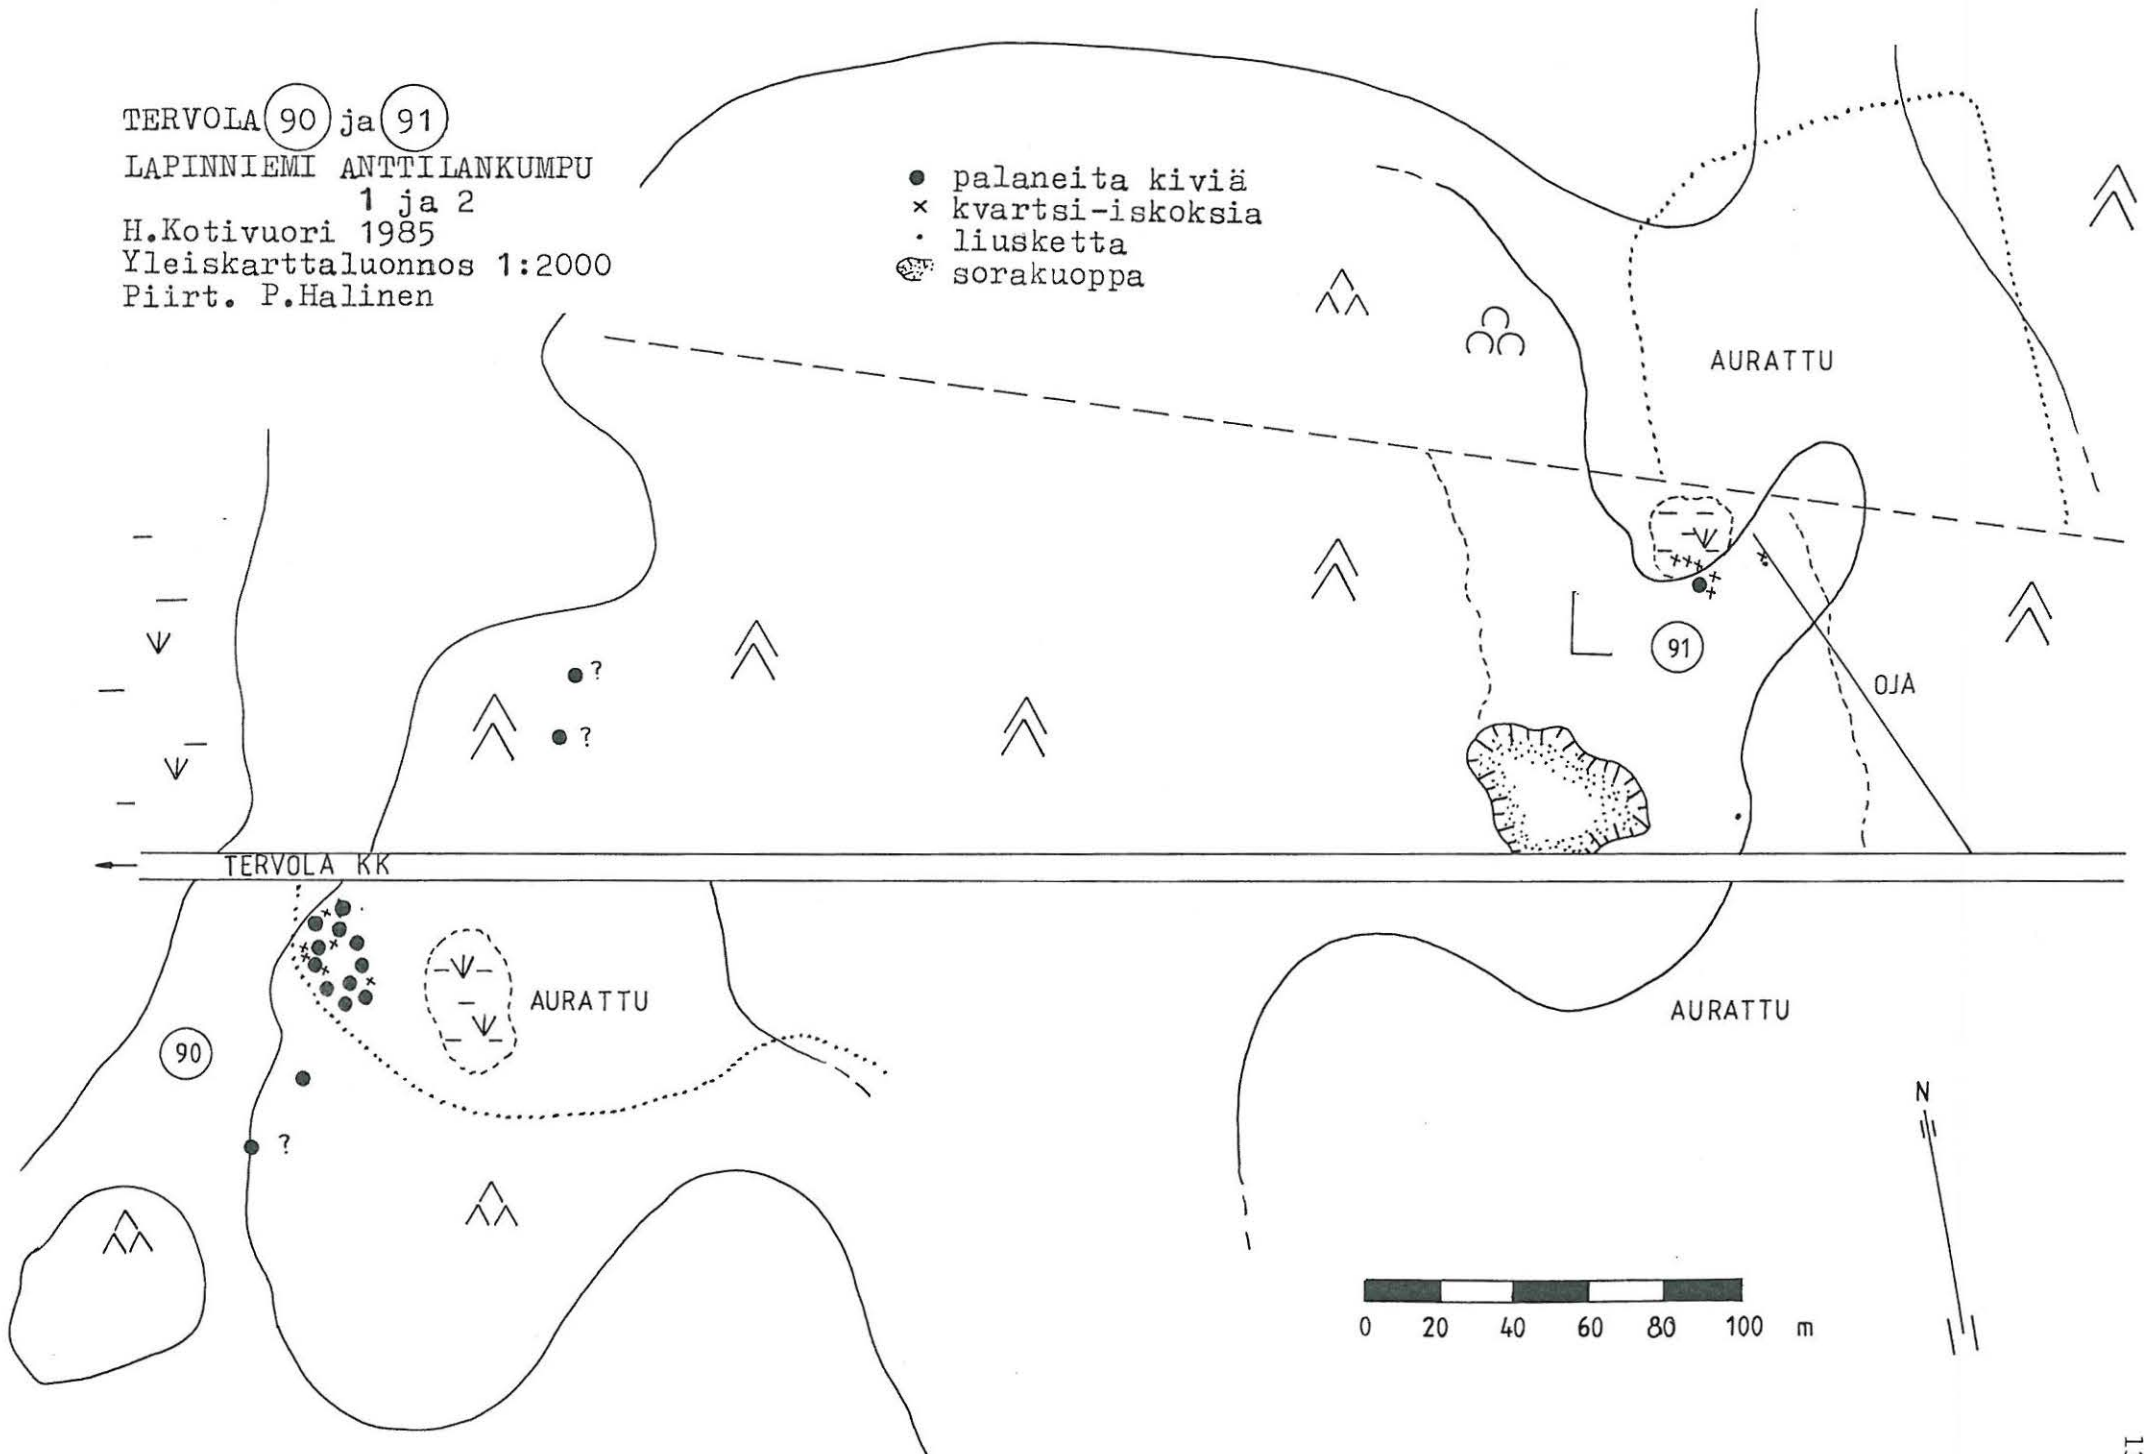 TERVOLA 90 ja 91
LAPINNIEMI ANTTILANKUMPU
1 ja 2
H.Kotivuori 1985
Yleiskarttaluonnos 1:2000
Piirt. P.Halinen
palaneita kiviä
kvartsi-iskoksia
liusketta
sorakuoppa
AURATTU
91
OJA
?
?
TERVOLA KK
AURATTU
90
?
AURATTU
N
0 20 40 60 80 100 m